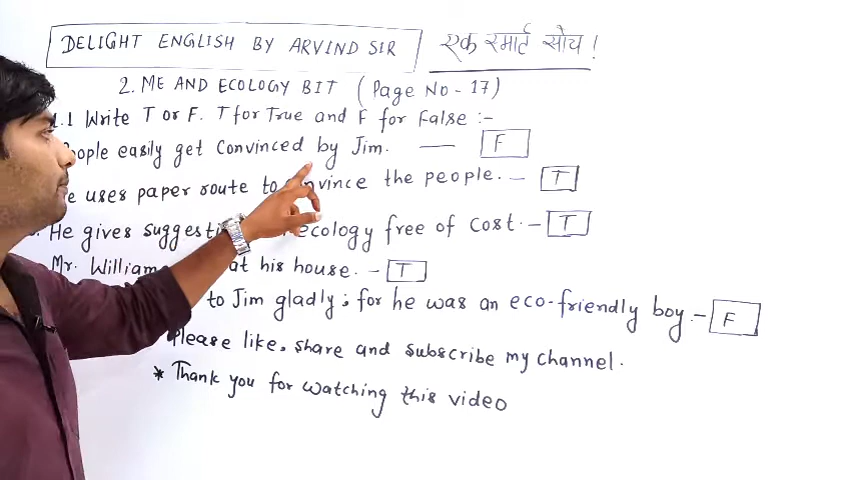 DELIGHT ENGLISH BY ARVIND SIR एक स्मार्ट सोच !
2. ME AND ECOLOGY BIT (Page No - 17)
.1 Write T or F. T for True and F for False :-
ople easily get Convinced by Jim. — F
e uses paper route to convince the people. - T
He gives ecology free of Cost. - T
Mr. William at his house. - T
to Jim gladly; for he was an eco-friendly boy. - F
Please like, share and subscribe my channel.
* Thank you for watching this video